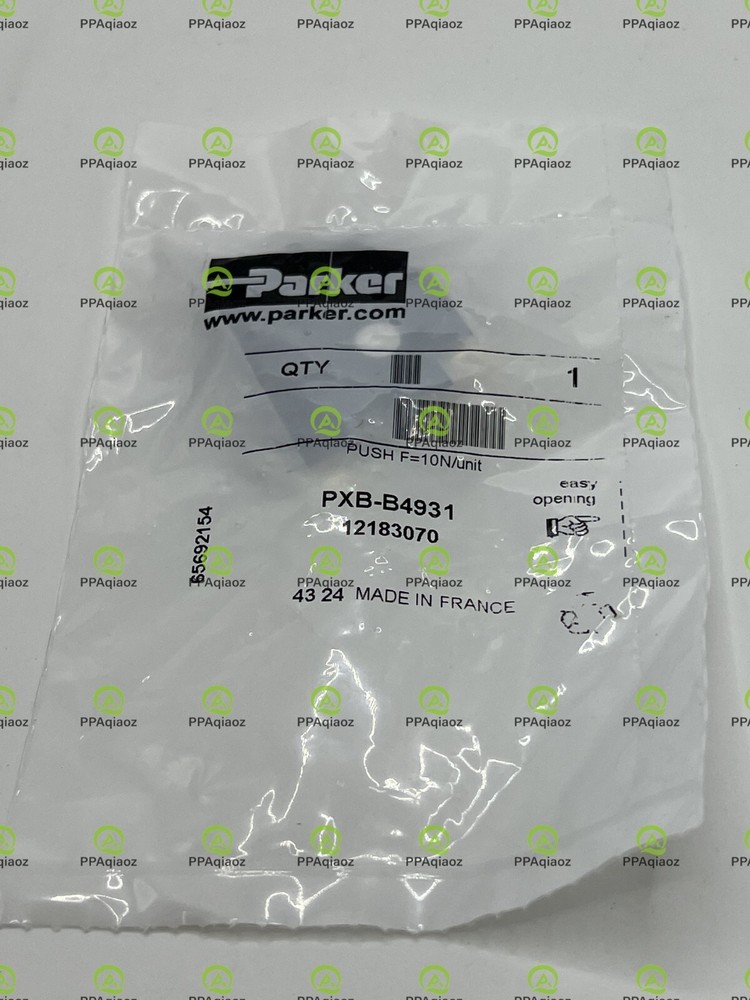 Parker
www.parker.com
QTY 1
PUSH F=10N/unit
easy
opening
PXB-B4931
12183070
65692154
43 24 MADE IN FRANCE
PPAqiaoz